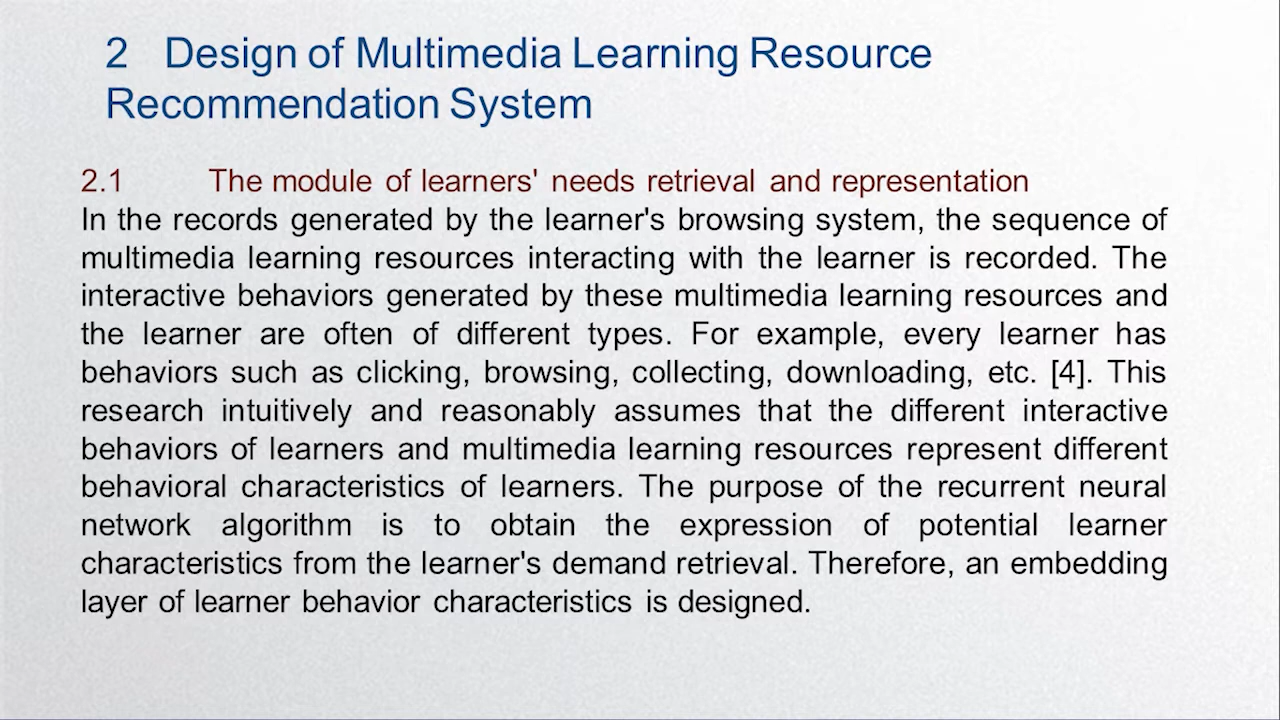 2 Design of Multimedia Learning Resource
Recommendation System
2.1 The module of learners' needs retrieval and representation
In the records generated by the learner's browsing system, the sequence of
multimedia learning resources interacting with the learner is recorded. The
interactive behaviors generated by these multimedia learning resources and
the learner are often of different types. For example, every learner has
behaviors such as clicking, browsing, collecting, downloading, etc. [4]. This
research intuitively and reasonably assumes that the different interactive
behaviors of learners and multimedia learning resources represent different
behavioral characteristics of learners. The purpose of the recurrent neural
network algorithm is to obtain the expression of potential learner
characteristics from the learner's demand retrieval. Therefore, an embedding
layer of learner behavior characteristics is designed.